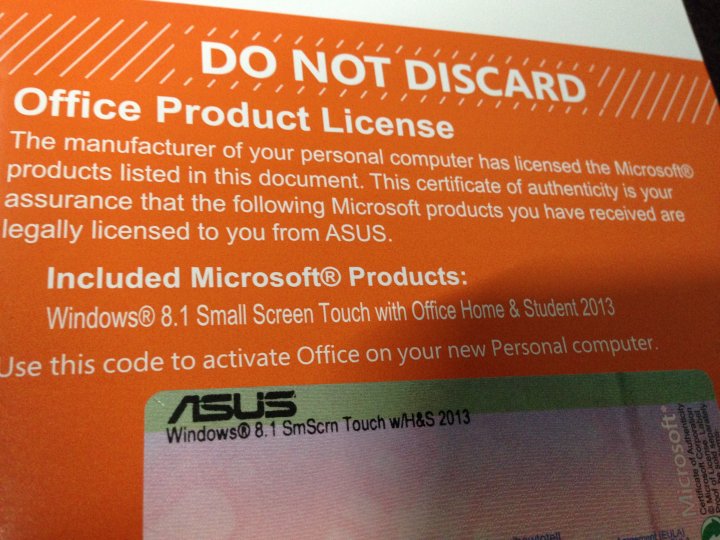 DO NOT DISCARD
Office Product License
The manufacturer of your personal computer has licensed the Microsoft®
products listed in this document. This certificate of authenticity is your
assurance that the following Microsoft products you have received are
legally licensed to you from ASUS.
Included Microsoft® Products:
Windows® 8.1 Small Screen Touch with Office Home & Student 2013
Use this code to activate Office on your new Personal computer.
ASUS
Windows® 8.1 SmScrn Touch w/H&S 2013
Microsoft®
Certificate of Authenticity